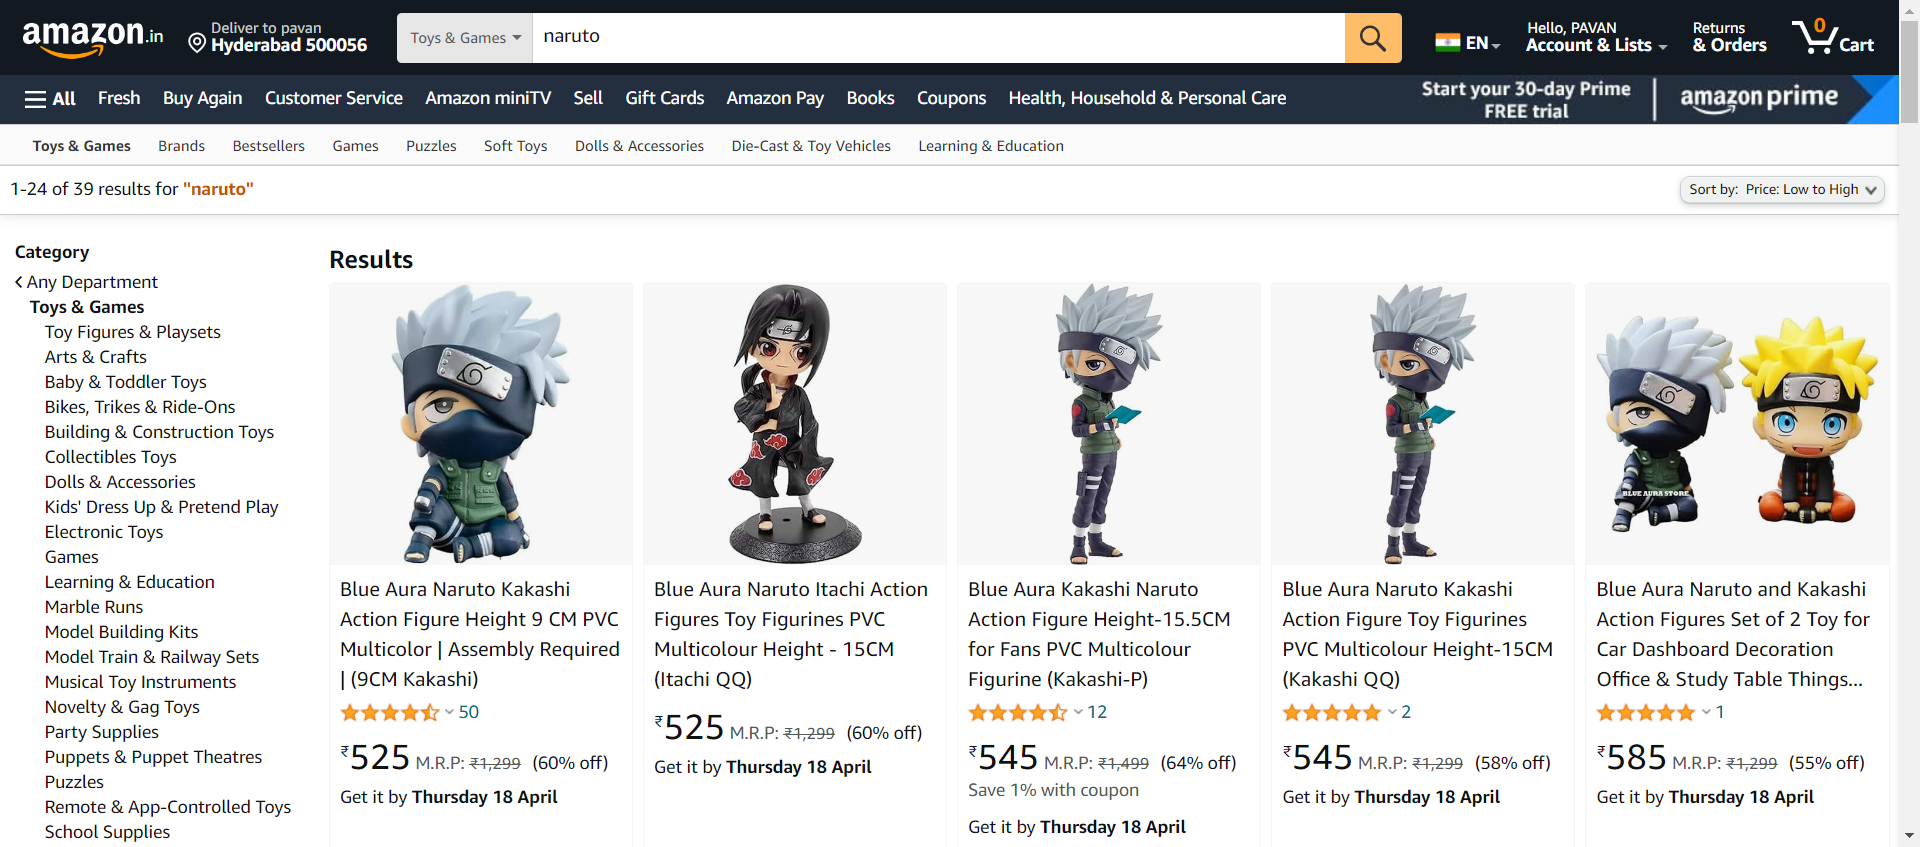 amazon.in
Deliver to pavan
Hyderabad 500056
Toys & Games
naruto
EN
Hello, PAVAN
Account & Lists
Returns
& Orders
0
Cart
All
Fresh
Buy Again
Customer Service
Amazon miniTV
Sell
Gift Cards
Amazon Pay
Books
Coupons
Health, Household & Personal Care
Start your 30-day Prime
FREE trial
amazon prime
Toys & Games
Brands
Bestsellers
Games
Puzzles
Soft Toys
Dolls & Accessories
Die-Cast & Toy Vehicles
Learning & Education
1-24 of 39 results for "naruto"
Sort by: Price: Low to High
Category
Any Department
Toys & Games
Toy Figures & Playsets
Arts & Crafts
Baby & Toddler Toys
Bikes, Trikes & Ride-Ons
Building & Construction Toys
Collectibles Toys
Dolls & Accessories
Kids' Dress Up & Pretend Play
Electronic Toys
Games
Learning & Education
Marble Runs
Model Building Kits
Model Train & Railway Sets
Musical Toy Instruments
Novelty & Gag Toys
Party Supplies
Puppets & Puppet Theatres
Puzzles
Remote & App-Controlled Toys
School Supplies
Results
Blue Aura Naruto Kakashi
Action Figure Height 9 CM PVC
Multicolor | Assembly Required
| (9CM Kakashi)
50
₹525 M.R.P: ₹1,299 (60% off)
Get it by Thursday 18 April
Blue Aura Naruto Itachi Action
Figures Toy Figurines PVC
Multicolour Height - 15CM
(Itachi QQ)
₹525 M.R.P: ₹1,299 (60% off)
Get it by Thursday 18 April
Blue Aura Kakashi Naruto
Action Figure Height-15.5CM
for Fans PVC Multicolour
Figurine (Kakashi-P)
12
₹545 M.R.P: ₹1,499 (64% off)
Save 1% with coupon
Get it by Thursday 18 April
Blue Aura Naruto Kakashi
Action Figure Toy Figurines
PVC Multicolour Height-15CM
(Kakashi QQ)
2
₹545 M.R.P: ₹1,299 (58% off)
Get it by Thursday 18 April
BLUE AURA STORE
Blue Aura Naruto and Kakashi
Action Figures Set of 2 Toy for
Car Dashboard Decoration
Office & Study Table Things...
1
₹585 M.R.P: ₹1,299 (55% off)
Get it by Thursday 18 April